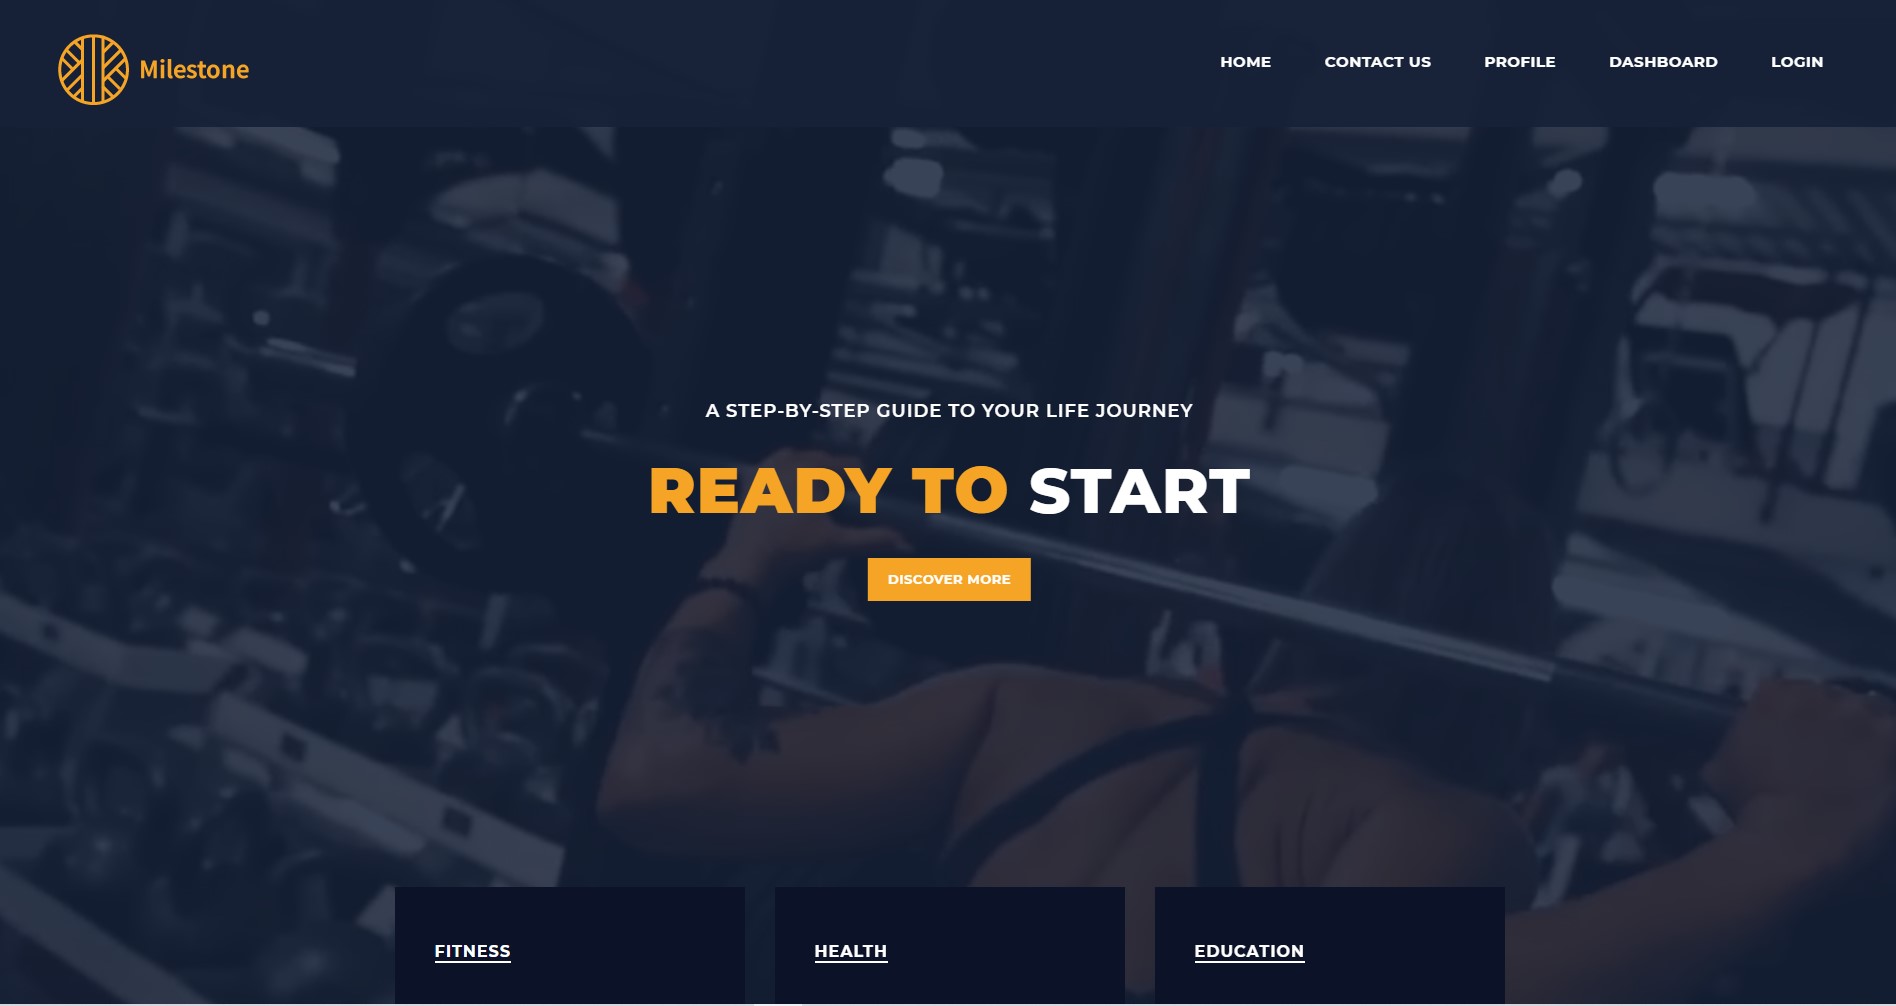 Milestone
HOME CONTACT US PROFILE DASHBOARD LOGIN
A STEP-BY-STEP GUIDE TO YOUR LIFE JOURNEY
READY TO START
DISCOVER MORE
FITNESS
HEALTH
EDUCATION